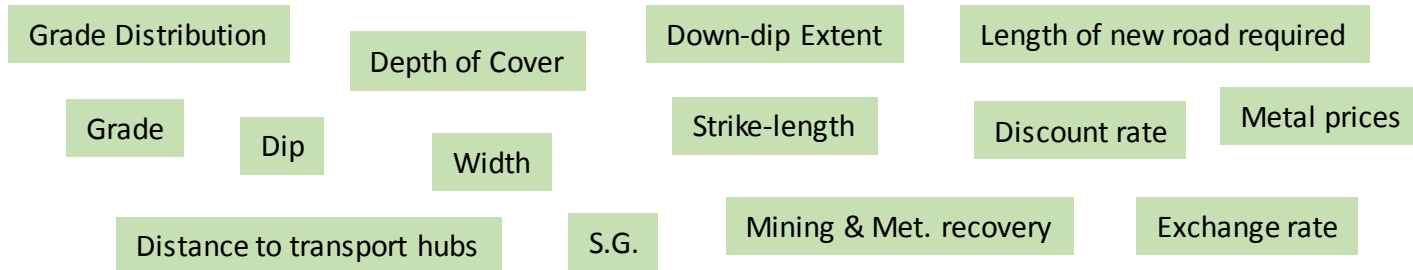 Grade Distribution
Depth of Cover
Down-dip Extent
Length of new road required
Grade
Dip
Width
Strike-length
Discount rate
Metal prices
Distance to transport hubs
S.G.
Mining & Met. recovery
Exchange rate